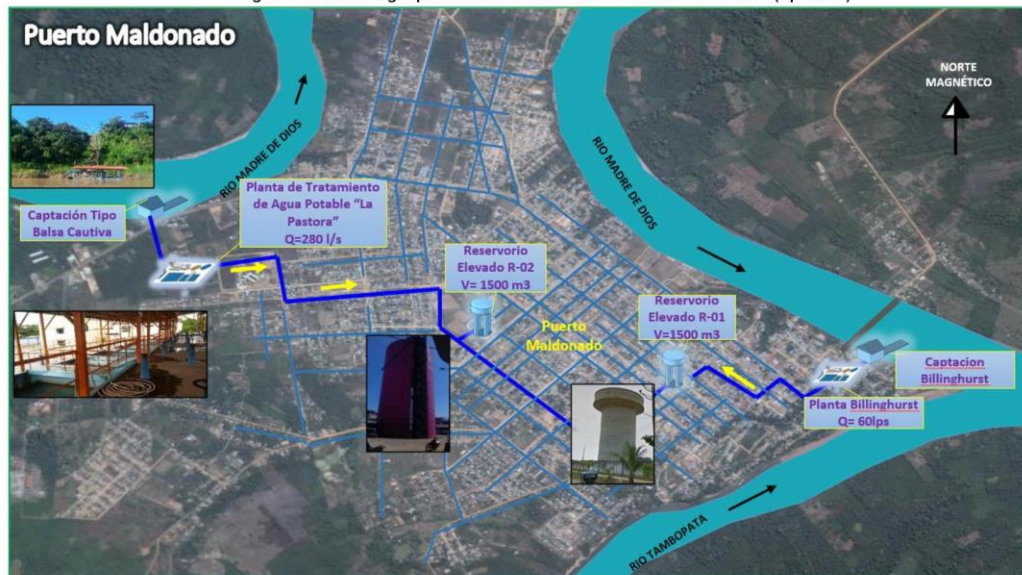 Puerto Maldonado
NORTE
MAGNÉTICO
RIO MADRE DE DIOS
RIO MADRE DE DIOS
Captación Tipo
Balsa Cautiva
Planta de Tratamiento
de Agua Potable “La
Pastora”
Q=280 l/s
Reservorio
Elevado R-02
V= 1500 m3
Reservorio
Elevado R-01
V=1500 m3
Puerto
Maldonado
Captacion
Billinghurst
Planta Billinghurst
Q= 60lps
RIO TAMBOPATA